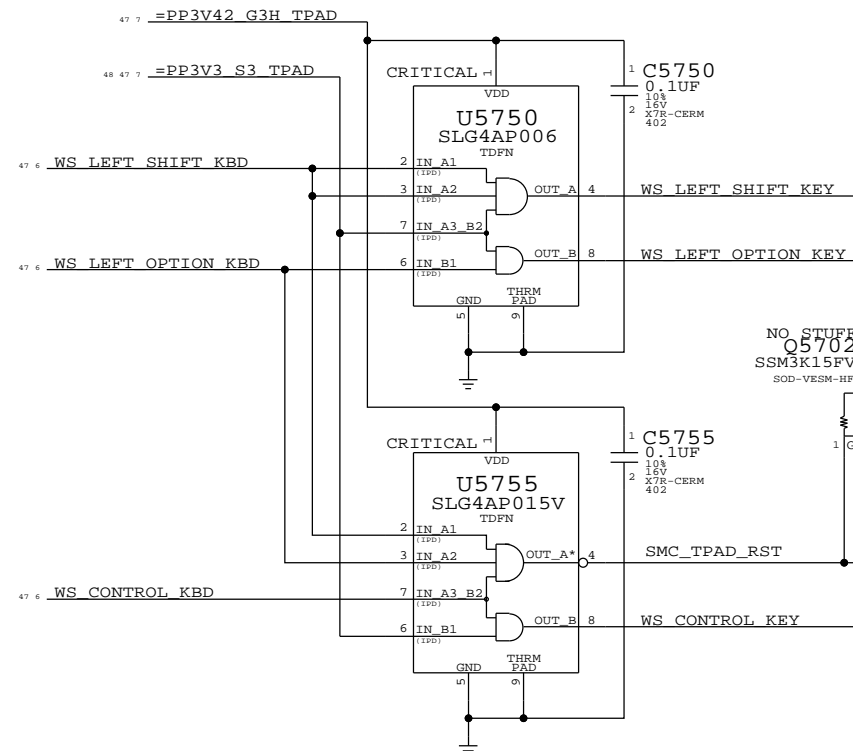 47 7 =PP3V42_G3H_TPAD
48 47 7 =PP3V3_S3_TPAD
CRITICAL 1
VDD
U5750
SLG4AP006
TDFN
1 C5750
0.1UF
10%
16V
2 X7R-CERM
402
47 6 WS_LEFT_SHIFT_KBD
2 IN_A1
(IPD)
3 IN_A2
(IPD)
OUT_A 4 WS_LEFT_SHIFT_KEY
7 IN_A3_B2
(IPD)
47 6 WS_LEFT_OPTION_KBD
6 IN_B1
(IPD)
OUT_B 8 WS_LEFT_OPTION_KEY
GND
THRM
PAD
5 9
NO STUFF
Q5702
SSM3K15FV
SOD-VESM-HF
1 G
CRITICAL 1
VDD
U5755
SLG4AP015V
TDFN
1 C5755
0.1UF
10%
16V
2 X7R-CERM
402
2 IN_A1
(IPD)
3 IN_A2
(IPD)
OUT_A* 4 SMC_TPAD_RST
47 6 WS_CONTROL_KBD
7 IN_A3_B2
(IPD)
6 IN_B1
(IPD)
OUT_B 8 WS_CONTROL_KEY
GND
THRM
PAD
5 9